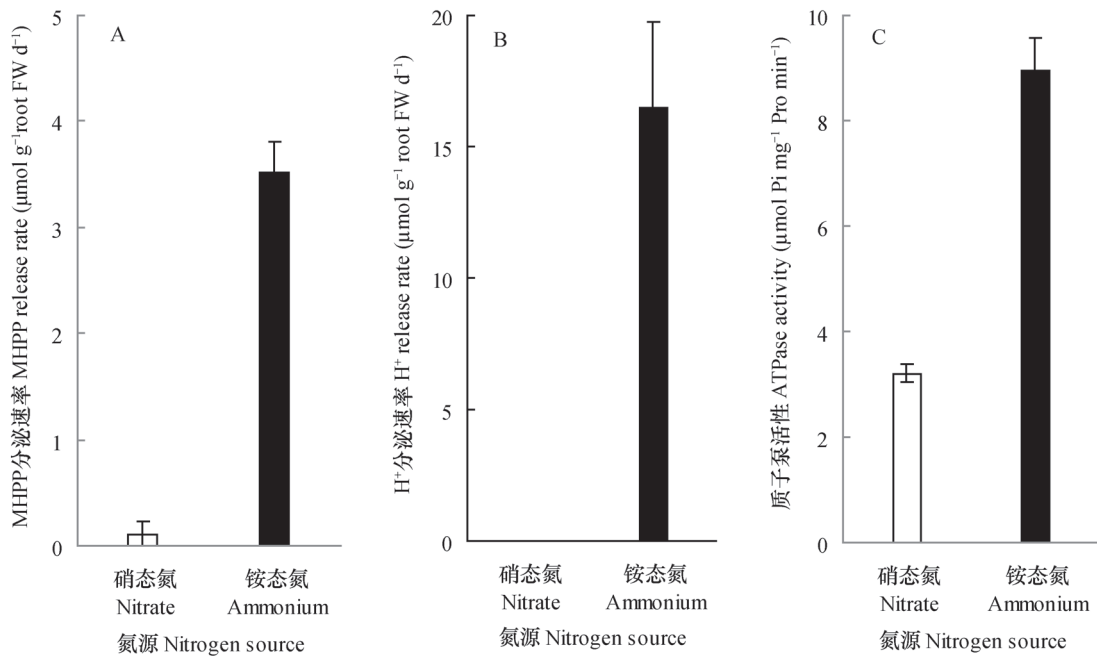 A
MHPP分泌速率 MHPP release rate (μmol g⁻¹root FW d⁻¹)
5
4
3
2
1
0
硝态氮
Nitrate
铵态氮
Ammonium
氮源 Nitrogen source
B
H⁺分泌速率 H⁺ release rate (μmol g⁻¹ root FW d⁻¹)
20
15
10
5
0
硝态氮
Nitrate
铵态氮
Ammonium
氮源 Nitrogen source
C
质子泵活性 ATPase activity (μmol Pi mg⁻¹ Pro min⁻¹)
10
8
6
4
2
0
硝态氮
Nitrate
铵态氮
Ammonium
氮源 Nitrogen source